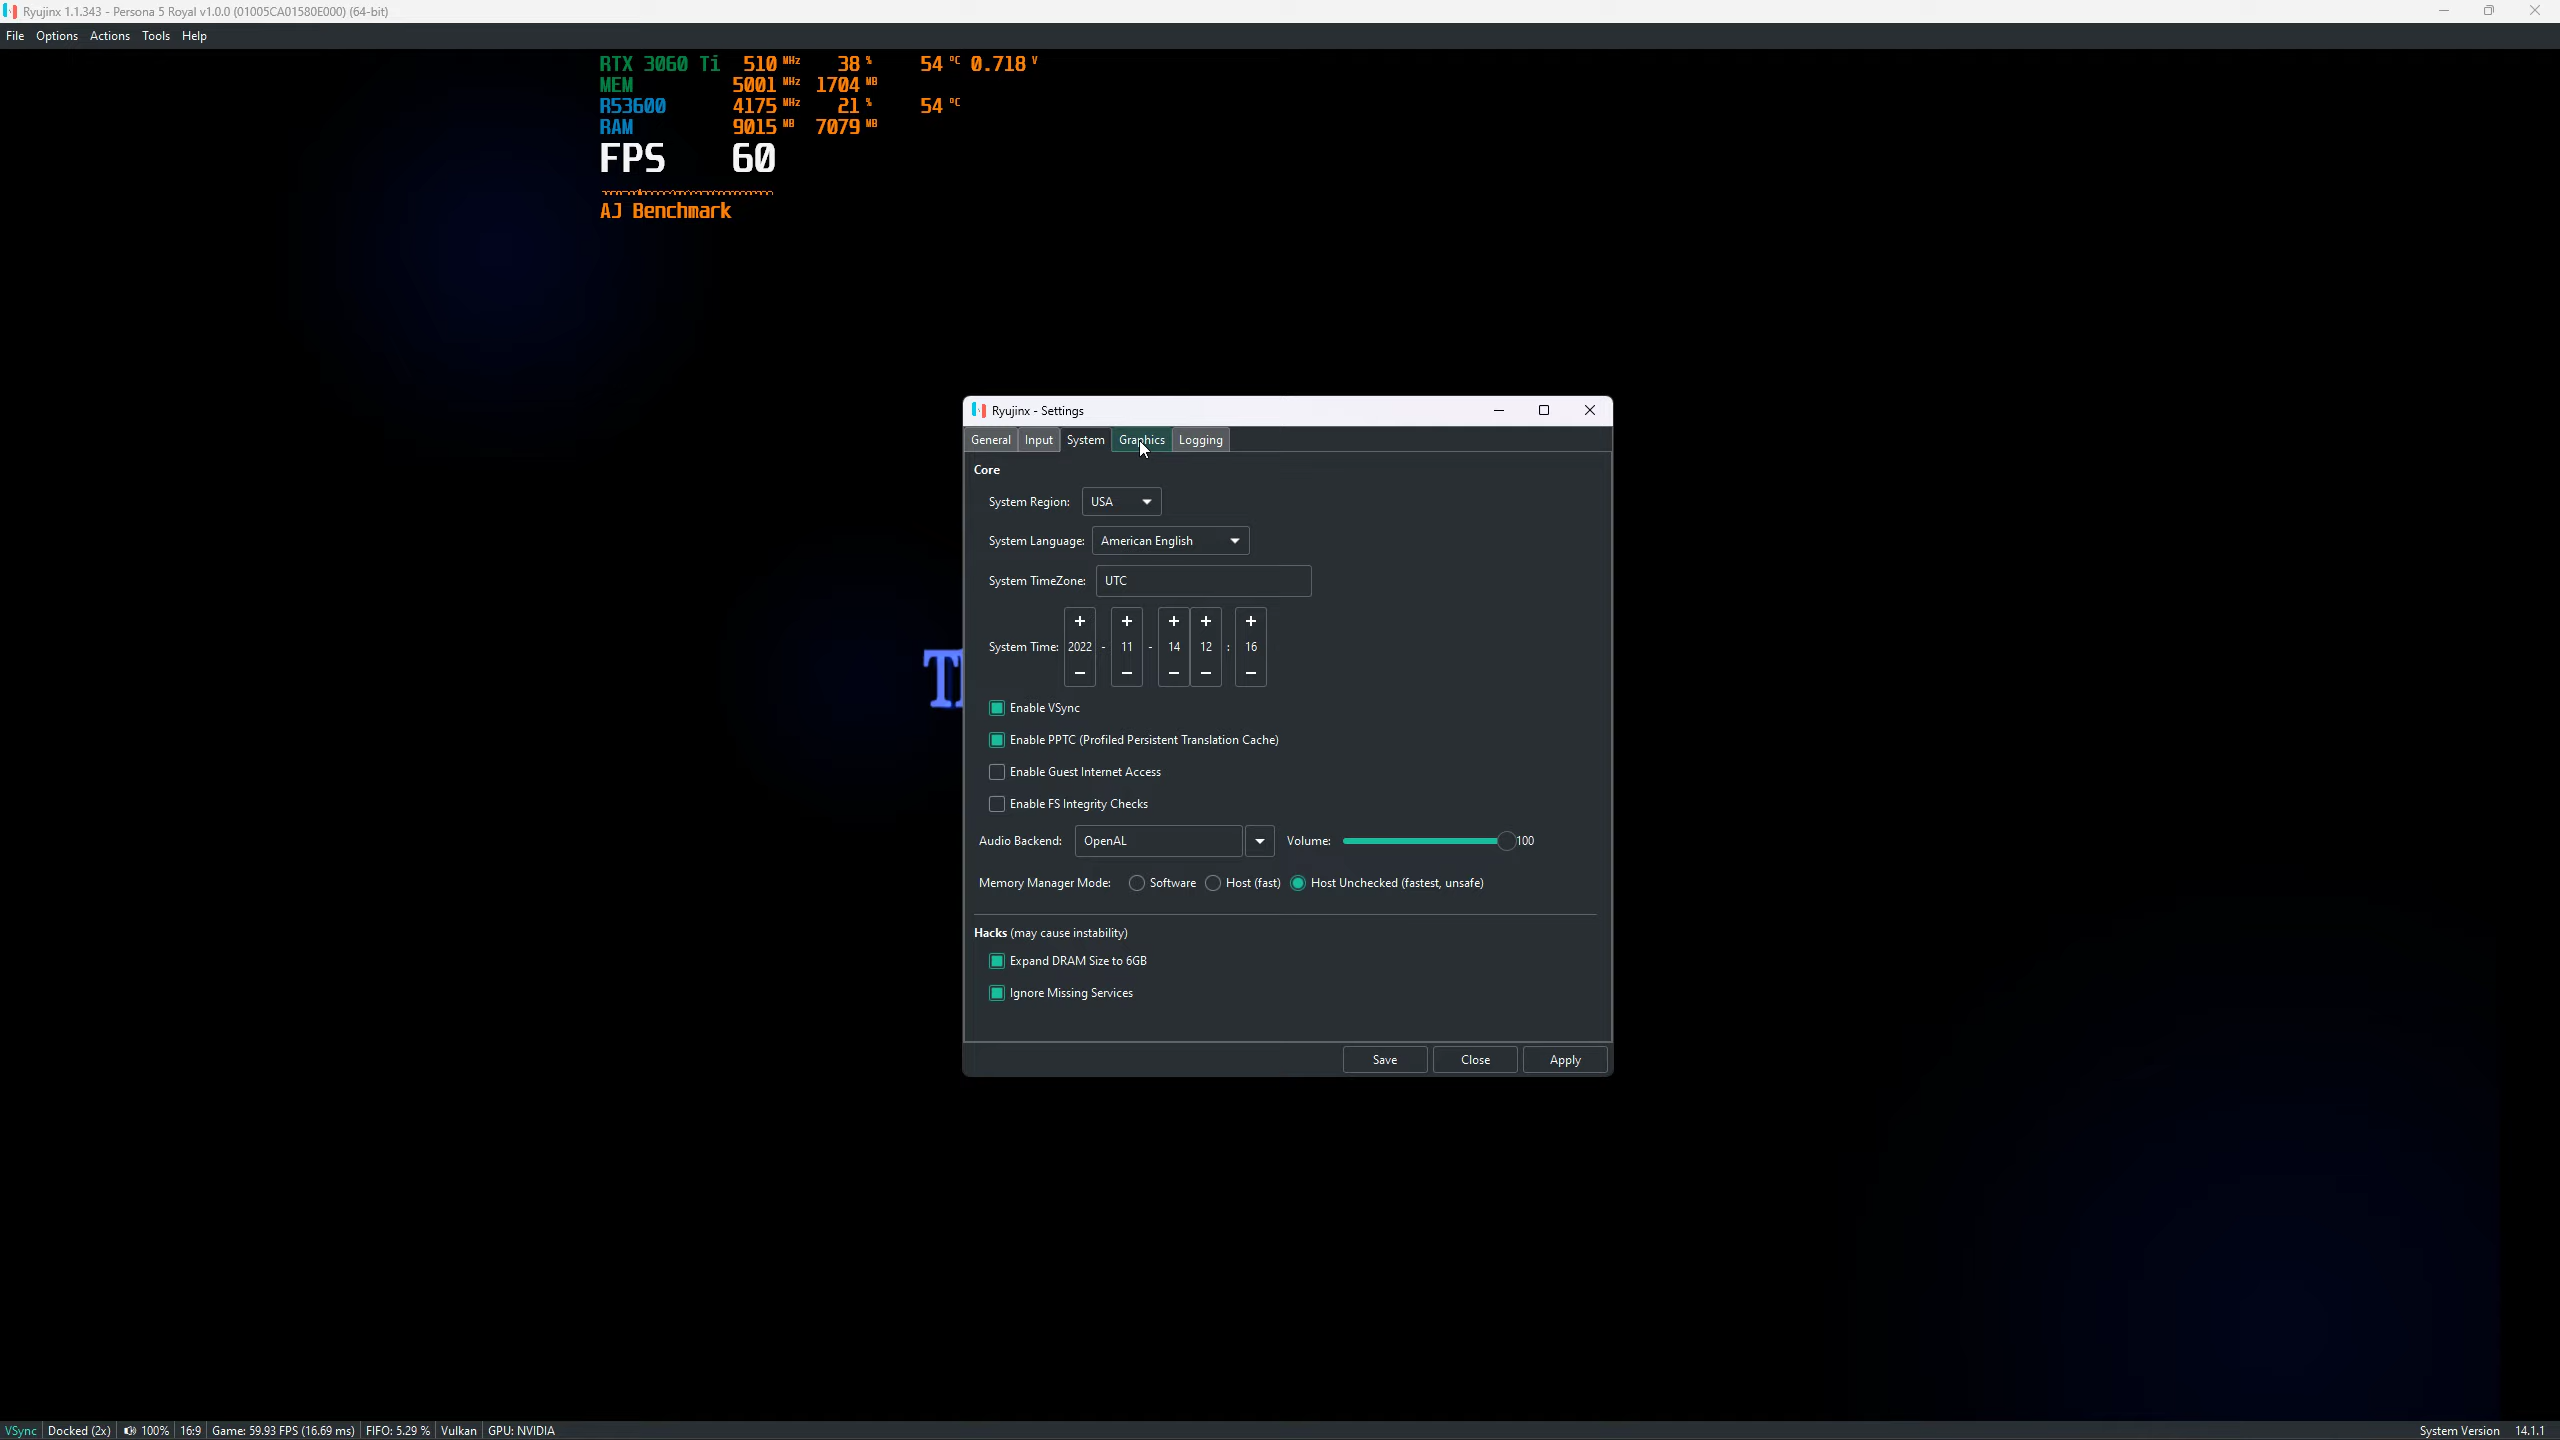 Ryujinx 1.1.343 - Persona 5 Royal v1.0.0 (01005CA01580E000) (64-bit)
File Options Actions Tools Help
RTX 3060 Ti 510 MHz 38 % 54 °C 0.718 V
MEM 5001 MHz 1704 MB
R53600 4175 MHz 21 % 54 °C
RAM 9015 MB 7079 MB
FPS 60
AJ Benchmark
Ryujinx - Settings
General Input System Graphics Logging
Core
System Region: USA
System Language: American English
System TimeZone: UTC
+ + + + +
System Time: 2022 - 11 - 14 12 : 16
− − − − −
Enable VSync
Enable PPTC (Profiled Persistent Translation Cache)
Enable Guest Internet Access
Enable FS Integrity Checks
Audio Backend: OpenAL Volume: 100
Memory Manager Mode: Software Host (fast) Host Unchecked (fastest, unsafe)
Hacks (may cause instability)
Expand DRAM Size to 6GB
Ignore Missing Services
Save Close Apply
VSync Docked (2x) 100% 16:9 Game: 59.93 FPS (16.69 ms) FIFO: 5.29 % Vulkan GPU: NVIDIA System Version 14.1.1